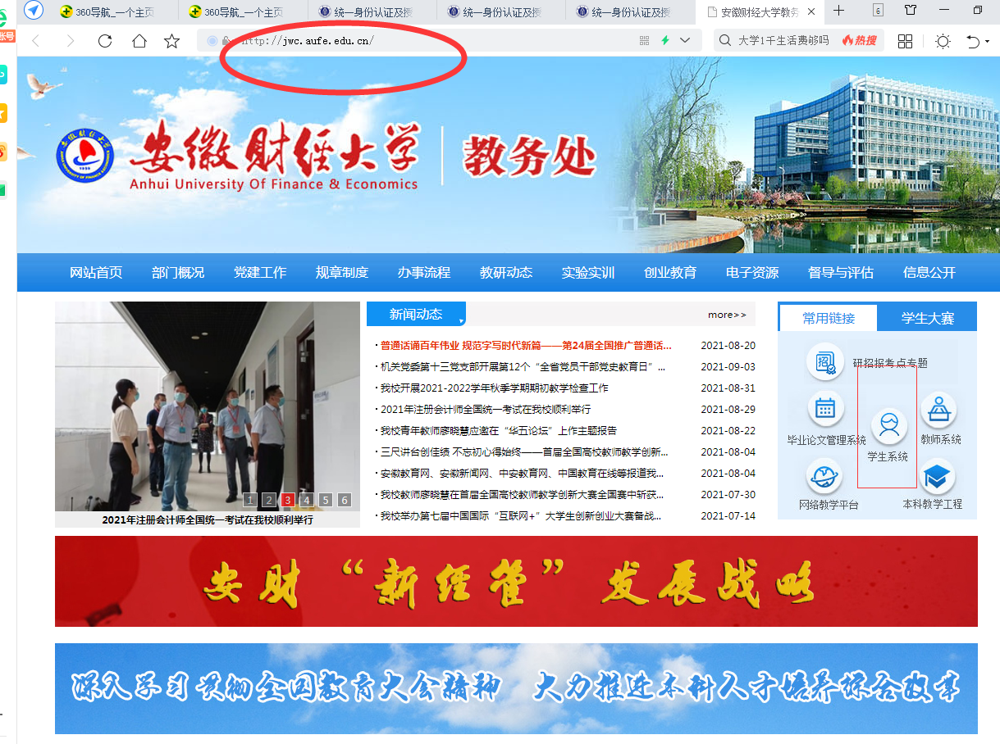 360导航_一个主页
360导航_一个主页
统一身份认证及授
统一身份认证及授
统一身份认证及授
安徽财经大学教务
6
账号
http://jwc.aufe.edu.cn/
大学1千生活费够吗
热搜
安徽财经大学
Anhui University Of Finance & Economics
教务处
网站首页 部门概况 党建工作 规章制度 办事流程 教研动态 实验实训 创业教育 电子资源 督导与评估 信息公开
新闻动态
more>>
普通话诵百年伟业 规范字写时代新篇——第24届全国推广普通话... 2021-08-20
机关党委第十三党支部开展第12个“全省党员干部党史教育日”... 2021-09-03
我校开展2021-2022学年秋季学期期初教学检查工作 2021-08-31
2021年注册会计师全国统一考试在我校顺利举行 2021-08-29
我校青年教师廖晓慧应邀在“华五论坛”上作主题报告 2021-08-22
三尺讲台创佳绩 不忘初心得始终——首届全国高校教师教学创新... 2021-08-04
安徽教育网、安徽新闻网、中安教育网、中国教育在线等报道我... 2021-08-04
我校教师廖晓慧在首届全国高校教师教学创新大赛全国赛中斩获... 2021-07-30
我校举办第七届中国国际“互联网+”大学生创新创业大赛备战... 2021-07-14
1 2 3 4 5 6
2021年注册会计师全国统一考试在我校顺利举行
常用链接 学生大赛
研招报考点专题
毕业论文管理系统
学生系统
教师系统
网络教学平台
本科教学工程
安财“新经管”发展战略
深入学习贯彻全国教育大会精神 大力推进本科人才培养综合改革